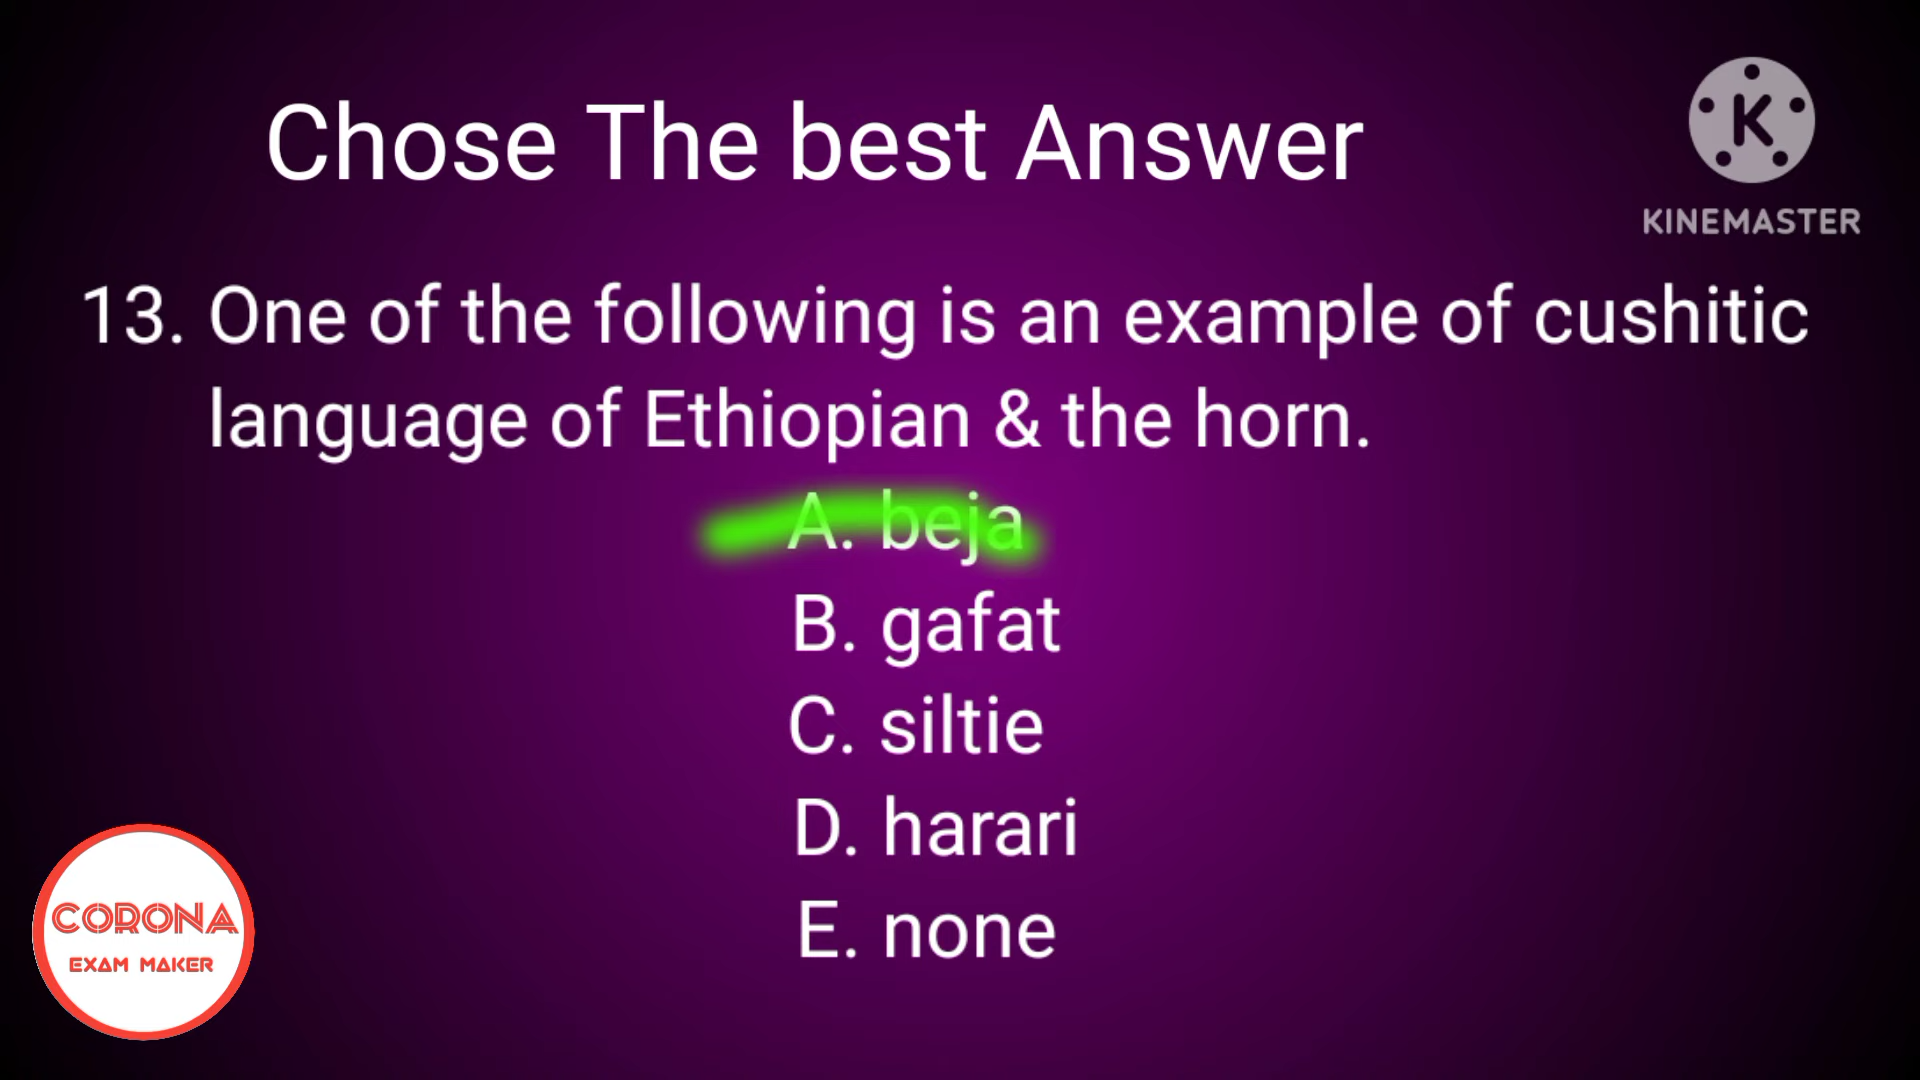 Chose The best Answer
KINEMASTER
13. One of the following is an example of cushitic
language of Ethiopian & the horn.
A. beja
B. gafat
C. siltie
D. harari
E. none
CORONA
EXAM MAKER